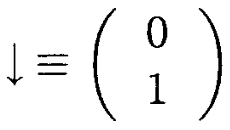 ↓ ≡ ( 0
1 )